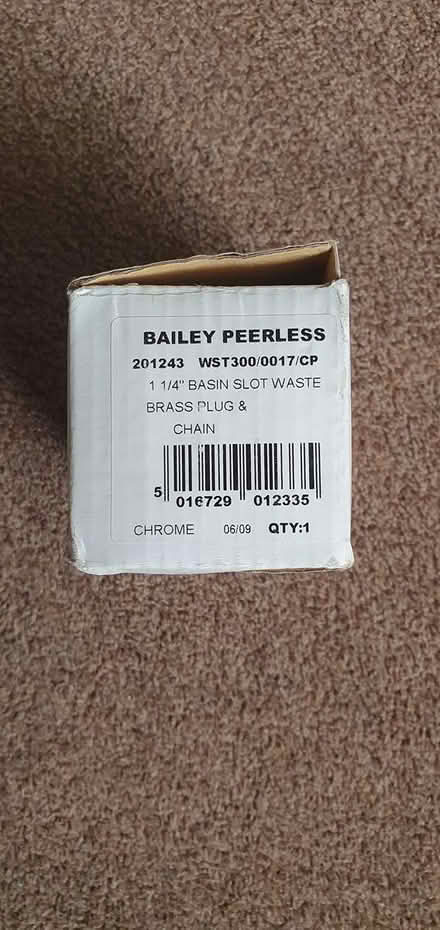 BAILEY PEERLESS
201243 WST300/0017/CP
1 1/4" BASIN SLOT WASTE
BRASS PLUG &
CHAIN
5 016729 012335
CHROME 06/09 QTY:1